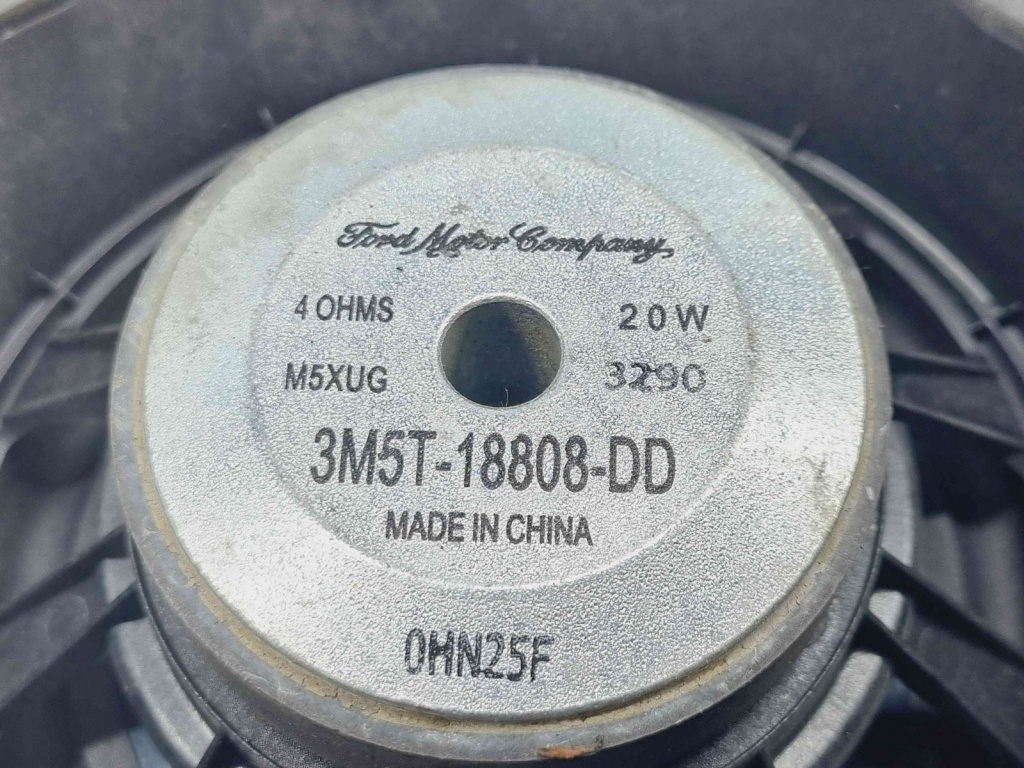 Ford Motor Company
4 OHMS 20W
M5XUG 3290
3M5T-18808-DD
MADE IN CHINA
0HN25F